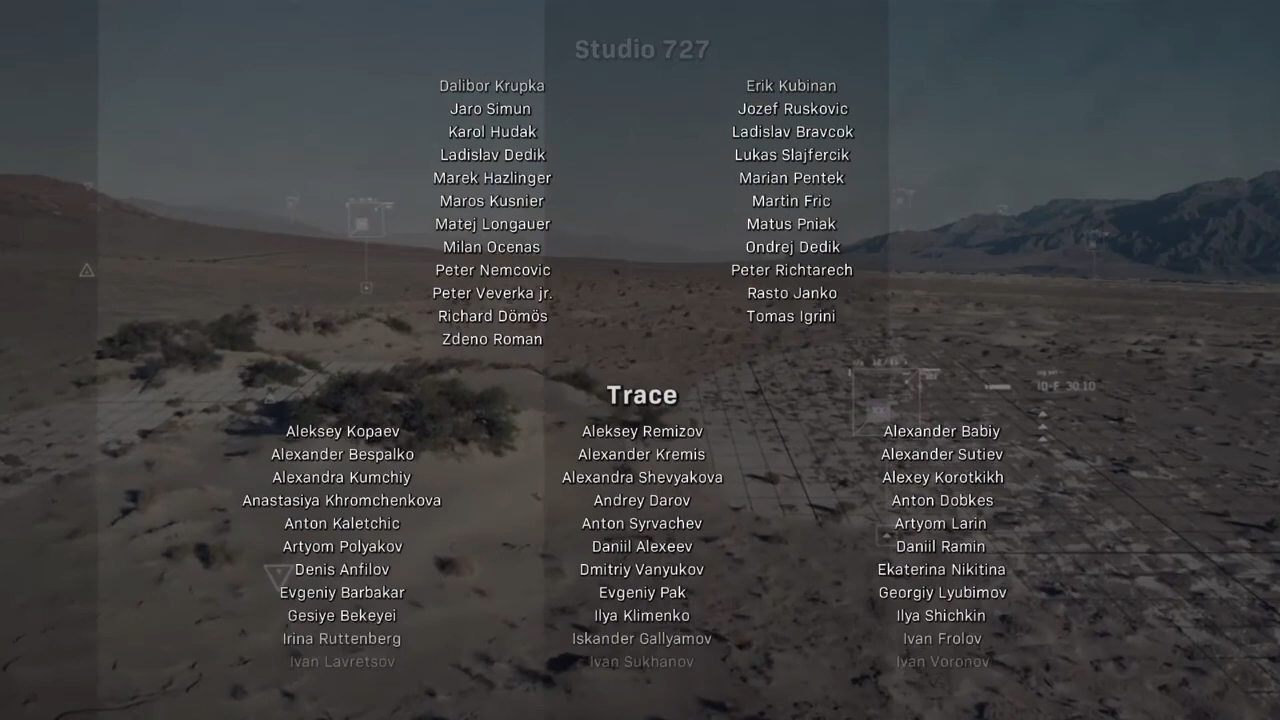 Studio 727
Dalibor Krupka Erik Kubinan
Jaro Simun Jozef Ruskovic
Karol Hudak Ladislav Bravcok
Ladislav Dedik Lukas Slajfercik
Marek Hazlinger Marian Pentek
Maros Kusnier Martin Fric
Matej Longauer Matus Pniak
Milan Ocenas Ondrej Dedik
Peter Nemcovic Peter Richtarech
Peter Veverka jr. Rasto Janko
Richard Dömös Tomas Igrini
Zdeno Roman
Trace
Aleksey Kopaev Aleksey Remizov Alexander Babiy
Alexander Bespalko Alexander Kremis Alexander Sutiev
Alexandra Kumchiy Alexandra Shevyakova Alexey Korotkikh
Anastasiya Khromchenkova Andrey Darov Anton Dobkes
Anton Kaletchic Anton Syrvachev Artyom Larin
Artyom Polyakov Daniil Alexeev Daniil Ramin
Denis Anfilov Dmitriy Vanyukov Ekaterina Nikitina
Evgeniy Barbakar Evgeniy Pak Georgiy Lyubimov
Gesiye Bekeyei Ilya Klimenko Ilya Shichkin
Irina Ruttenberg Iskander Gallyamov Ivan Frolov
Ivan Lavretsov Ivan Sukhanov Ivan Voronov